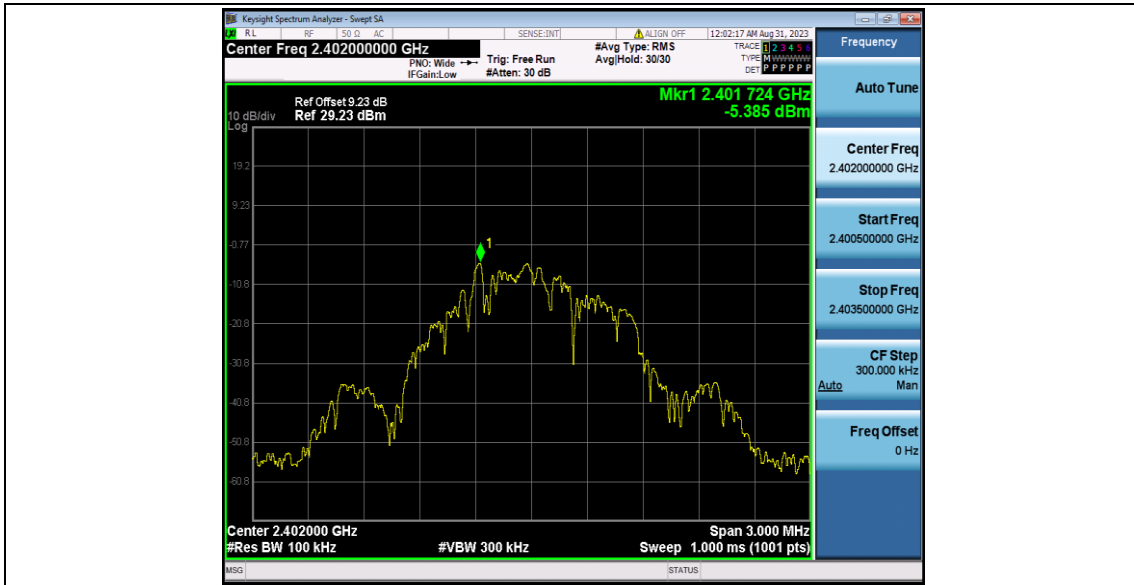 Keysight Spectrum Analyzer - Swept SA
LXI RL RF 50 Ω AC SENSE:INT ALIGN OFF 12:02:17 AM Aug 31, 2023
Center Freq 2.402000000 GHz #Avg Type: RMS TRACE 1 2 3 4 5 6
PNO: Wide Trig: Free Run Avg|Hold: 30/30 TYPE M WWWWW
IFGain:Low #Atten: 30 dB DET P P P P P P
Mkr1 2.401 724 GHz
-5.385 dBm
Ref Offset 9.23 dB
10 dB/div Ref 29.23 dBm
Log
19.2
9.23
-0.77
-10.8
-20.8
-30.8
-40.8
-50.8
-60.8
1
Center 2.402000 GHz Span 3.000 MHz
#Res BW 100 kHz #VBW 300 kHz Sweep 1.000 ms (1001 pts)
MSG STATUS
Frequency
Auto Tune
Center Freq
2.402000000 GHz
Start Freq
2.400500000 GHz
Stop Freq
2.403500000 GHz
CF Step
300.000 kHz
Auto Man
Freq Offset
0 Hz